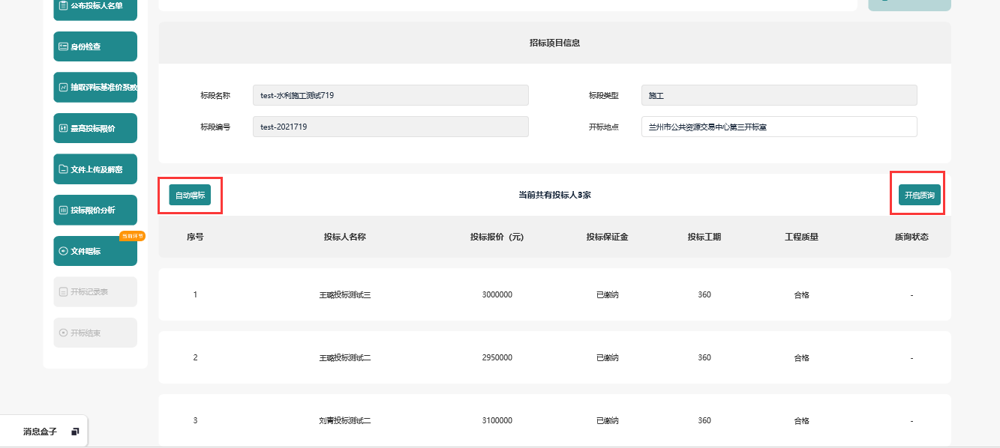 公布投标人名单
身份检查
抽取评标基准价系数
最高投标限价
文件上传及解密
投标限价分析
当前环节
文件唱标
开标记录表
开标结束
消息盒子
招标项目信息
标段名称 test-水利施工测试719 标段类型 施工
标段编号 test-2021719 开标地点 兰州市公共资源交易中心第三开标室
自动唱标 当前共有投标人3家 开启质询
序号 投标人名称 投标报价（元) 投标保证金 投标工期 工程质量 质询状态
1 王璐投标测试三 3000000 已缴纳 360 合格 -
2 王璐投标测试二 2950000 已缴纳 360 合格 -
3 刘青投标测试二 3100000 已缴纳 360 合格 -